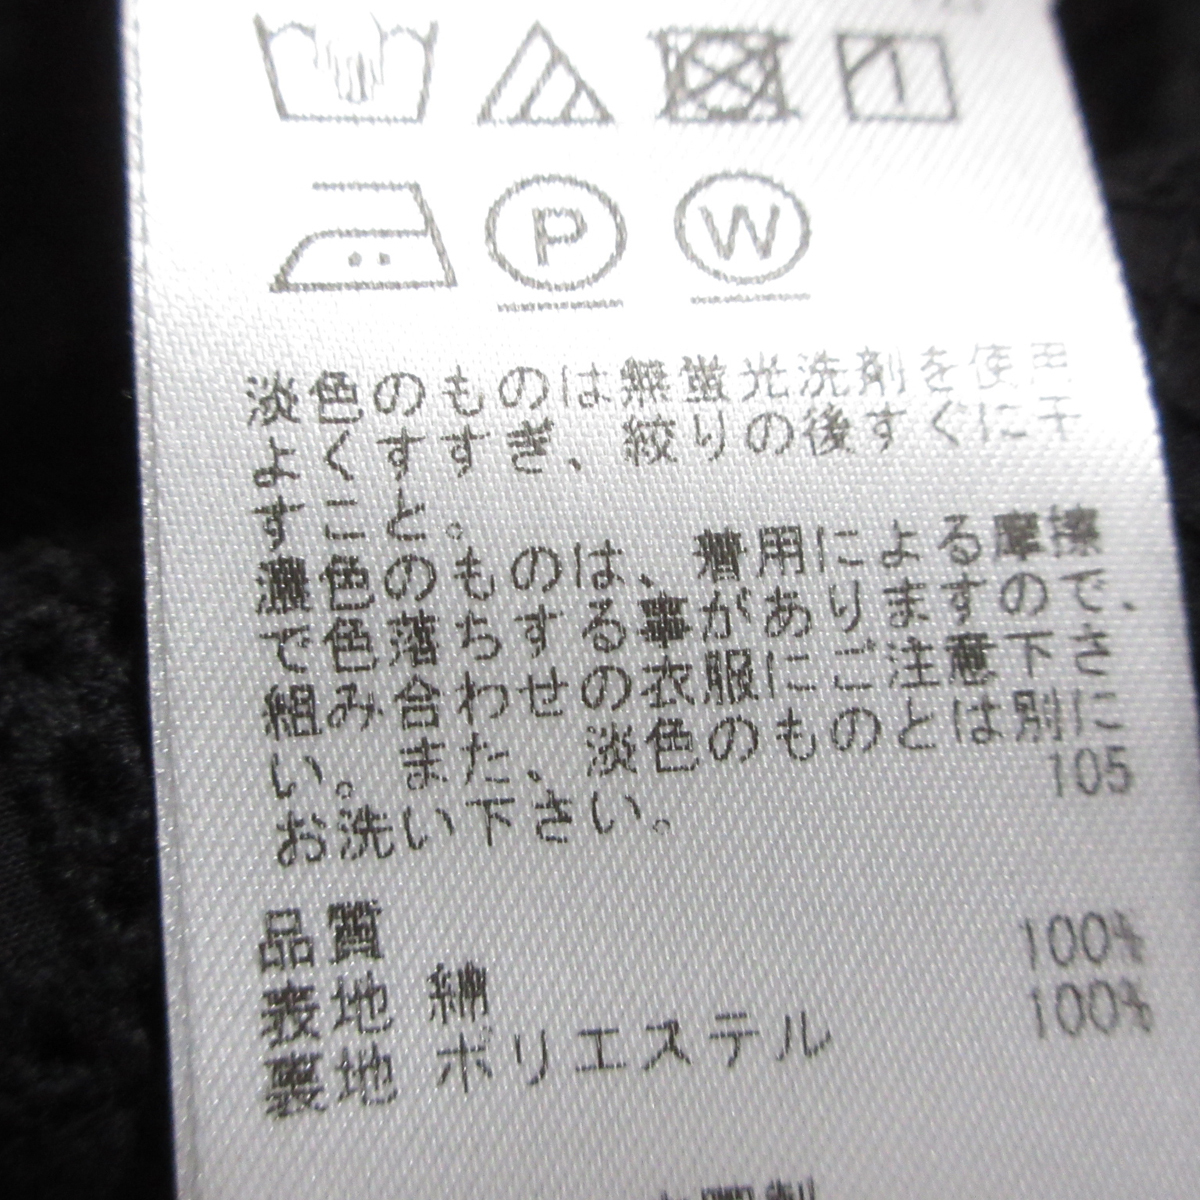 P W
淡色のものは無蛍光洗剤を使用
よくすすぎ、絞りの後すぐに干
すこと。
濃色のものは、着用による摩擦
で色落ちする事がありますので、
組み合わせの衣服にご注意下さ
い。また、淡色のものとは別に
お洗い下さい。
105
品質
表地 綿 100%
裏地 ポリエステル 100%